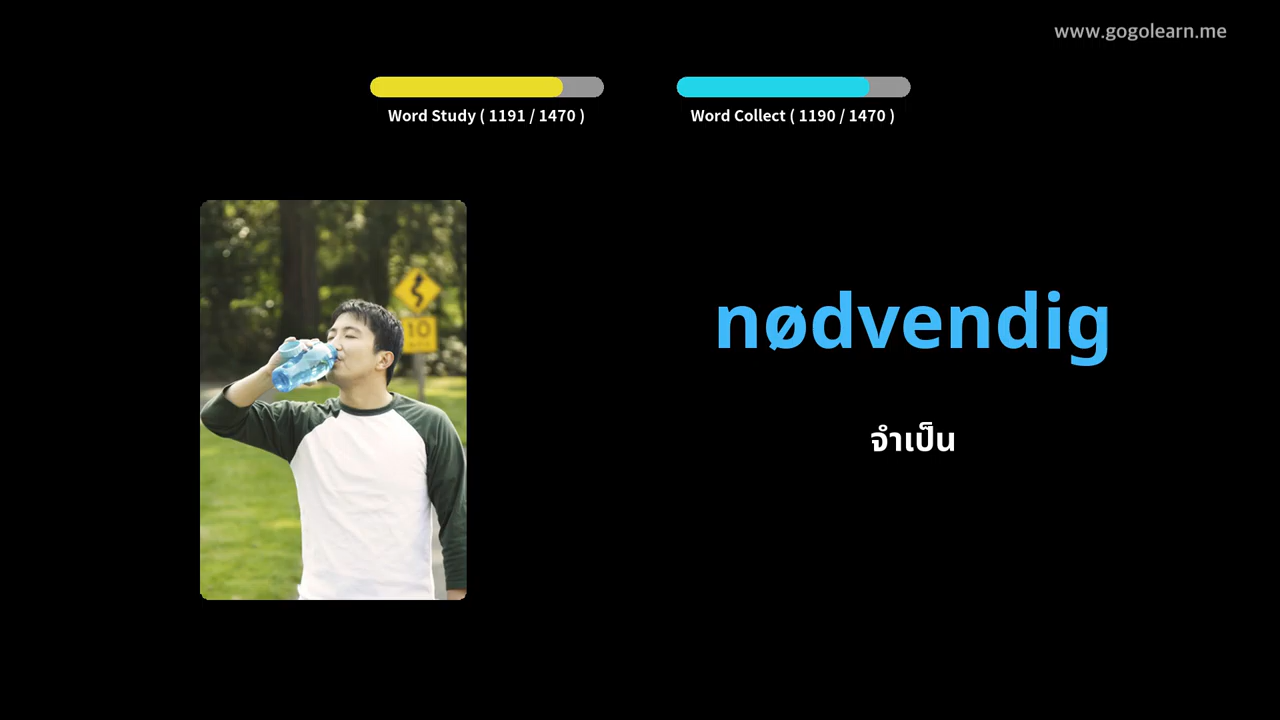 www.gogolearn.me
Word Study ( 1191 / 1470 )
Word Collect ( 1190 / 1470 )
10
nødvendig
จำเป็น